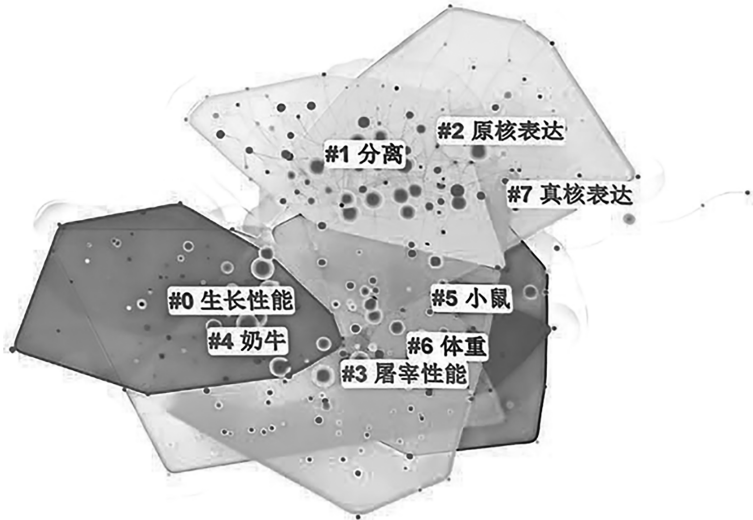 #2 原核表达
#1 分离
#7 真核表达
#0 生长性能
#5 小鼠
#4 奶牛
#6 体重
#3 屠宰性能